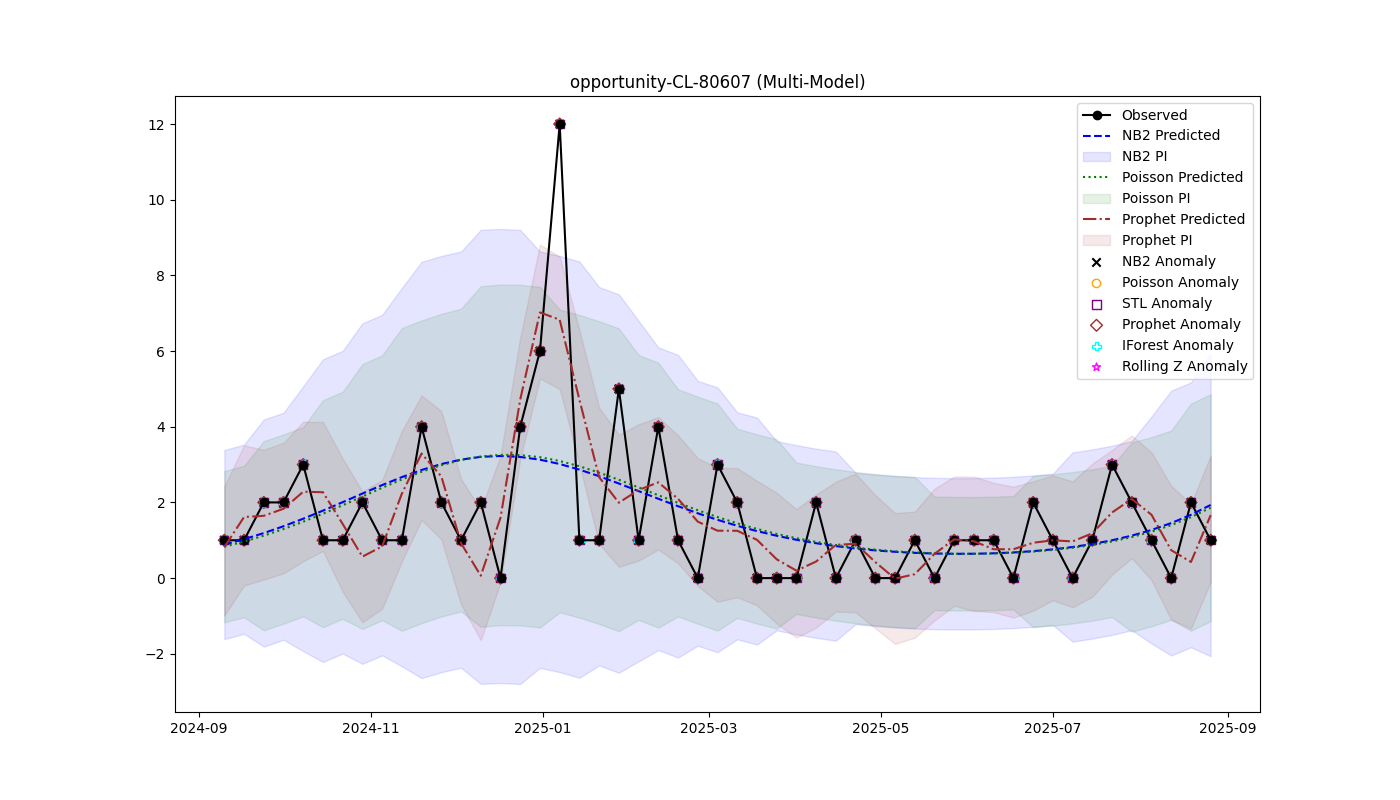 opportunity-CL-80607 (Multi-Model)
Observed
NB2 Predicted
NB2 PI
Poisson Predicted
Poisson PI
Prophet Predicted
Prophet PI
NB2 Anomaly
Poisson Anomaly
STL Anomaly
Prophet Anomaly
IForest Anomaly
Rolling Z Anomaly
12
10
8
6
4
2
0
−2
2024-09 2024-11 2025-01 2025-03 2025-05 2025-07 2025-09